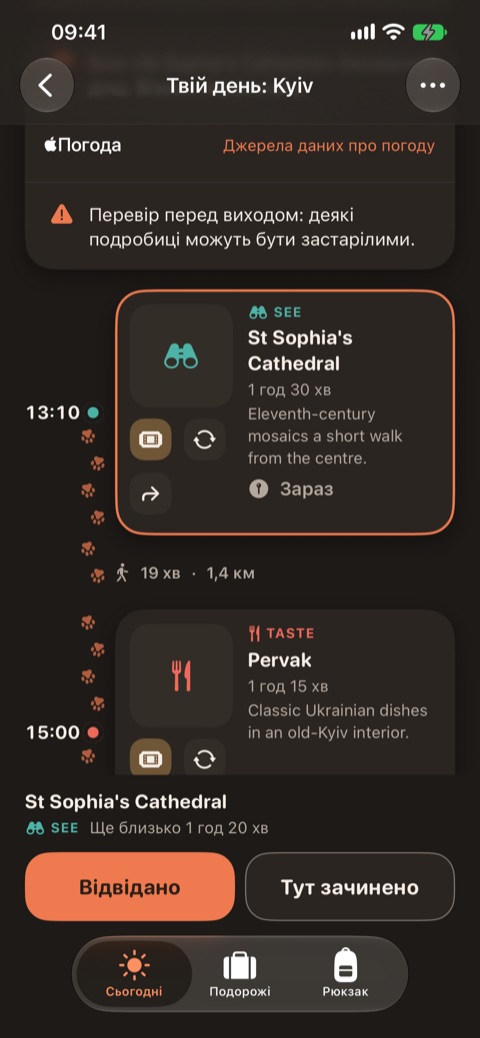 09:41
Твій день: Kyiv
Погода
Джерела даних про погоду
Перевір перед виходом: деякі
подробиці можуть бути застарілими.
SEE
St Sophia's
Cathedral
1 год 30 хв
Eleventh-century
mosaics a short walk
from the centre.
Зараз
13:10
19 хв · 1,4 км
TASTE
Pervak
1 год 15 хв
Classic Ukrainian dishes
in an old-Kyiv interior.
15:00
St Sophia's Cathedral
SEE Ще близько 1 год 20 хв
Відвідано
Тут зачинено
Сьогодні
Подорожі
Рюкзак